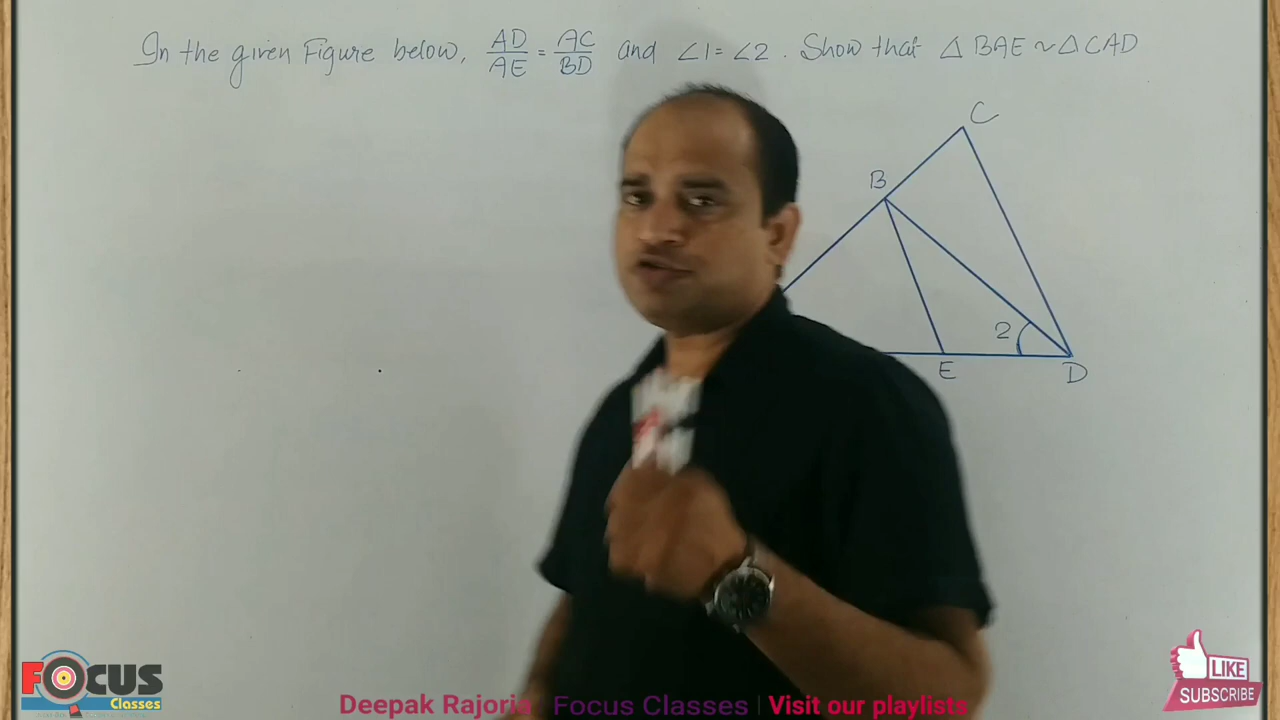 In the given Figure below, AD/AE = AC/BD and ∠1 = ∠2 . Show that △ BAE ~ △ CAD
C
B
2
E
D
FOCUS
Classes
LIKE
SUBSCRIBE
Deepak Rajoria Focus Classes | Visit our playlists